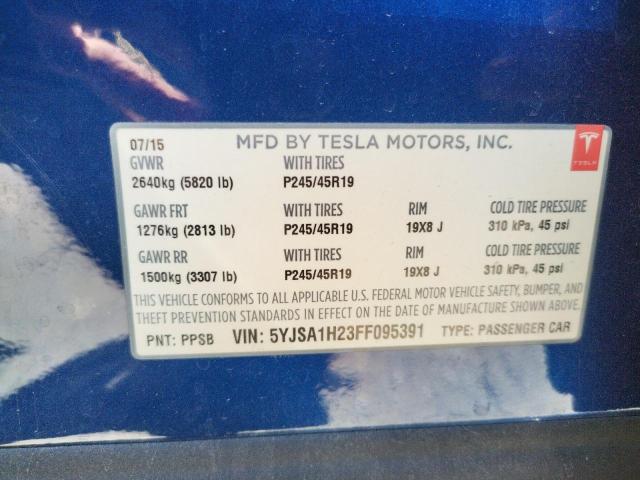 07/15 MFD BY TESLA MOTORS, INC.
TESLA
GVWR WITH TIRES
2640kg (5820 lb) P245/45R19
GAWR FRT WITH TIRES RIM COLD TIRE PRESSURE
1276kg (2813 lb) P245/45R19 19X8 J 310 kPa, 45 psi
GAWR RR WITH TIRES RIM COLD TIRE PRESSURE
1500kg (3307 lb) P245/45R19 19X8 J 310 kPa, 45 psi
THIS VEHICLE CONFORMS TO ALL APPLICABLE U.S. FEDERAL MOTOR VEHICLE SAFETY, BUMPER, AND
THEFT PREVENTION STANDARDS IN EFFECT ON THE DATE OF MANUFACTURE SHOWN ABOVE.
PNT: PPSB VIN: 5YJSA1H23FF095391 TYPE: PASSENGER CAR